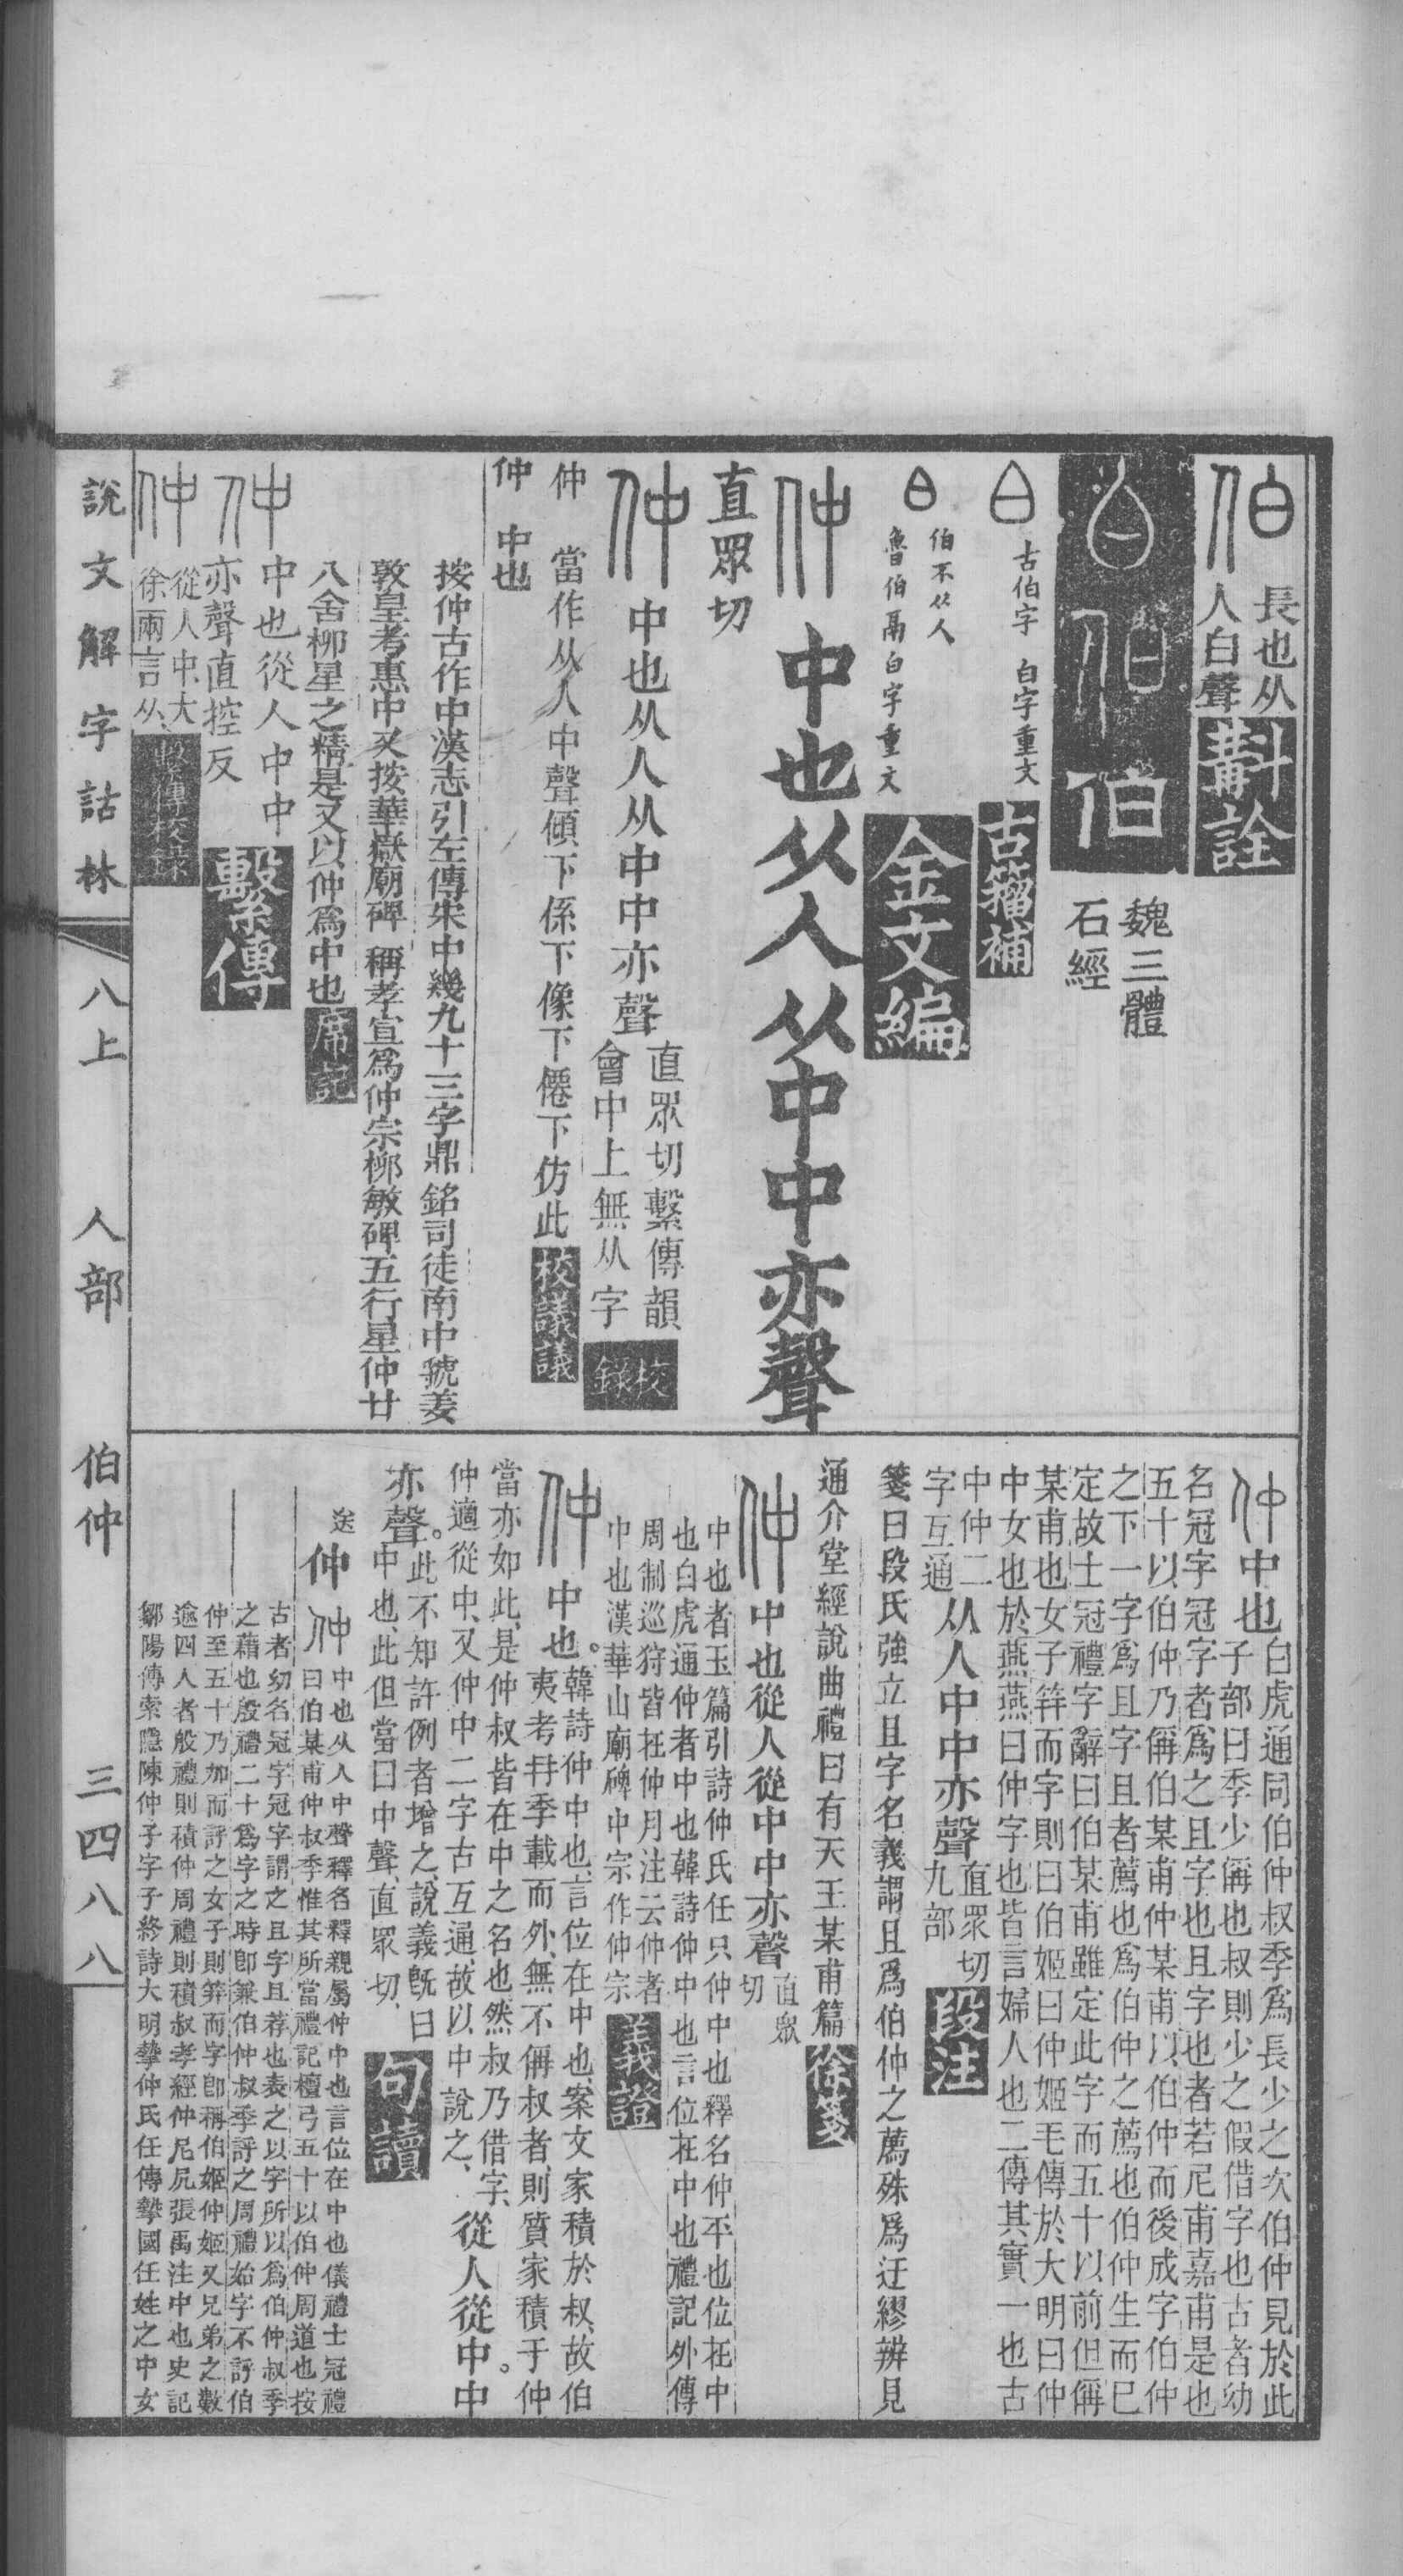 伯 長也从
人白聲 斠詮
伯 伯 魏三體
石經
古伯字 白字重文 古籀補
伯不从人
魯伯鬲白字重文 金文編
仲 中也从人从中中亦聲
直眾切
仲 中也从人从中中亦聲 直眾切繫傳韻
會中上無从字 校錄
仲 當作从人中聲傾下係下像下僊下仿此 校議議
仲 中也
按仲古作中漢志引左傳宋中幾九十三字鼎銘司徒南中虢姜
敦皇考惠中又按華嶽廟碑稱孝宣爲仲宗柳敏碑五行星仲廿
八舍柳星之精是又以仲爲中也 席記
仲 中也從人中中
亦聲直控反 繫傳
仲 從人中大
徐兩言从 繫傳校錄
仲 中也 白虎通同伯仲叔季爲長少之次伯仲見於此
子部曰季少偁也叔則少之假借字也古者幼
名冠字冠字者爲之且字也且字也者若尼甫嘉甫是也
五十以伯仲乃偁伯某甫仲某甫以伯仲而後成字伯仲
之下一字爲且字且者薦也爲伯仲之薦也伯仲生而已
定故士冠禮字辭曰伯某甫雖定此字而五十以前但偁
某甫也女子笄而字則曰伯姬曰仲姬毛傳於大明曰仲
中女也於燕燕曰仲字也皆言婦人也二傳其實一也古
中仲二
字互通 从人中中亦聲 直眾切
九部 段注
箋曰段氏強立且字名義謂且爲伯仲之薦殊爲迂繆辨見
通介堂經說曲禮曰有天王某甫篇 徐箋
仲 中也從人從中中亦聲 直眾
切
中也者玉篇引詩仲氏任只仲中也釋名仲平也位在中
也白虎通仲者中也韓詩仲中也言位在中也禮記外傳
周制巡狩皆在仲月注云仲者
中也漢華山廟碑中宗作仲宗 義證
仲 中也。韓詩仲中也、言位在中也、案文家積於叔、故伯
夷考冄季載而外、無不偁叔者、則質家積于仲
當亦如此、是仲叔皆在中之名也然叔乃借字、
仲適從中、又仲中二字古互通、故以中說之、從人從中。中
亦聲。此不知許例者增之、說義旣曰
中也、此但當曰中聲、直眾切、 句讀
仲 仲 中也从人中聲釋名釋親屬仲中也言位在中也儀禮士冠禮
曰伯某甫仲叔季惟其所當禮記檀弓五十以伯仲周道也按
古者幼名冠字冠字謂之且字且荐也表之以字所以爲伯仲叔季
之藉也殷禮二十爲字之時卽兼伯仲叔季評之周禮始字不評伯
仲至五十乃加而評之女子則笄而字卽稱伯姬仲姬又兄弟之數
逾四人者殷禮則積仲周禮則積叔孝經仲尼凥張禹注中也史記
鄒陽傳索隱陳仲子字子終詩大明摯仲氏任傳摯國任姓之中女
說文解字詁林 八上 人部 伯仲 三四八八